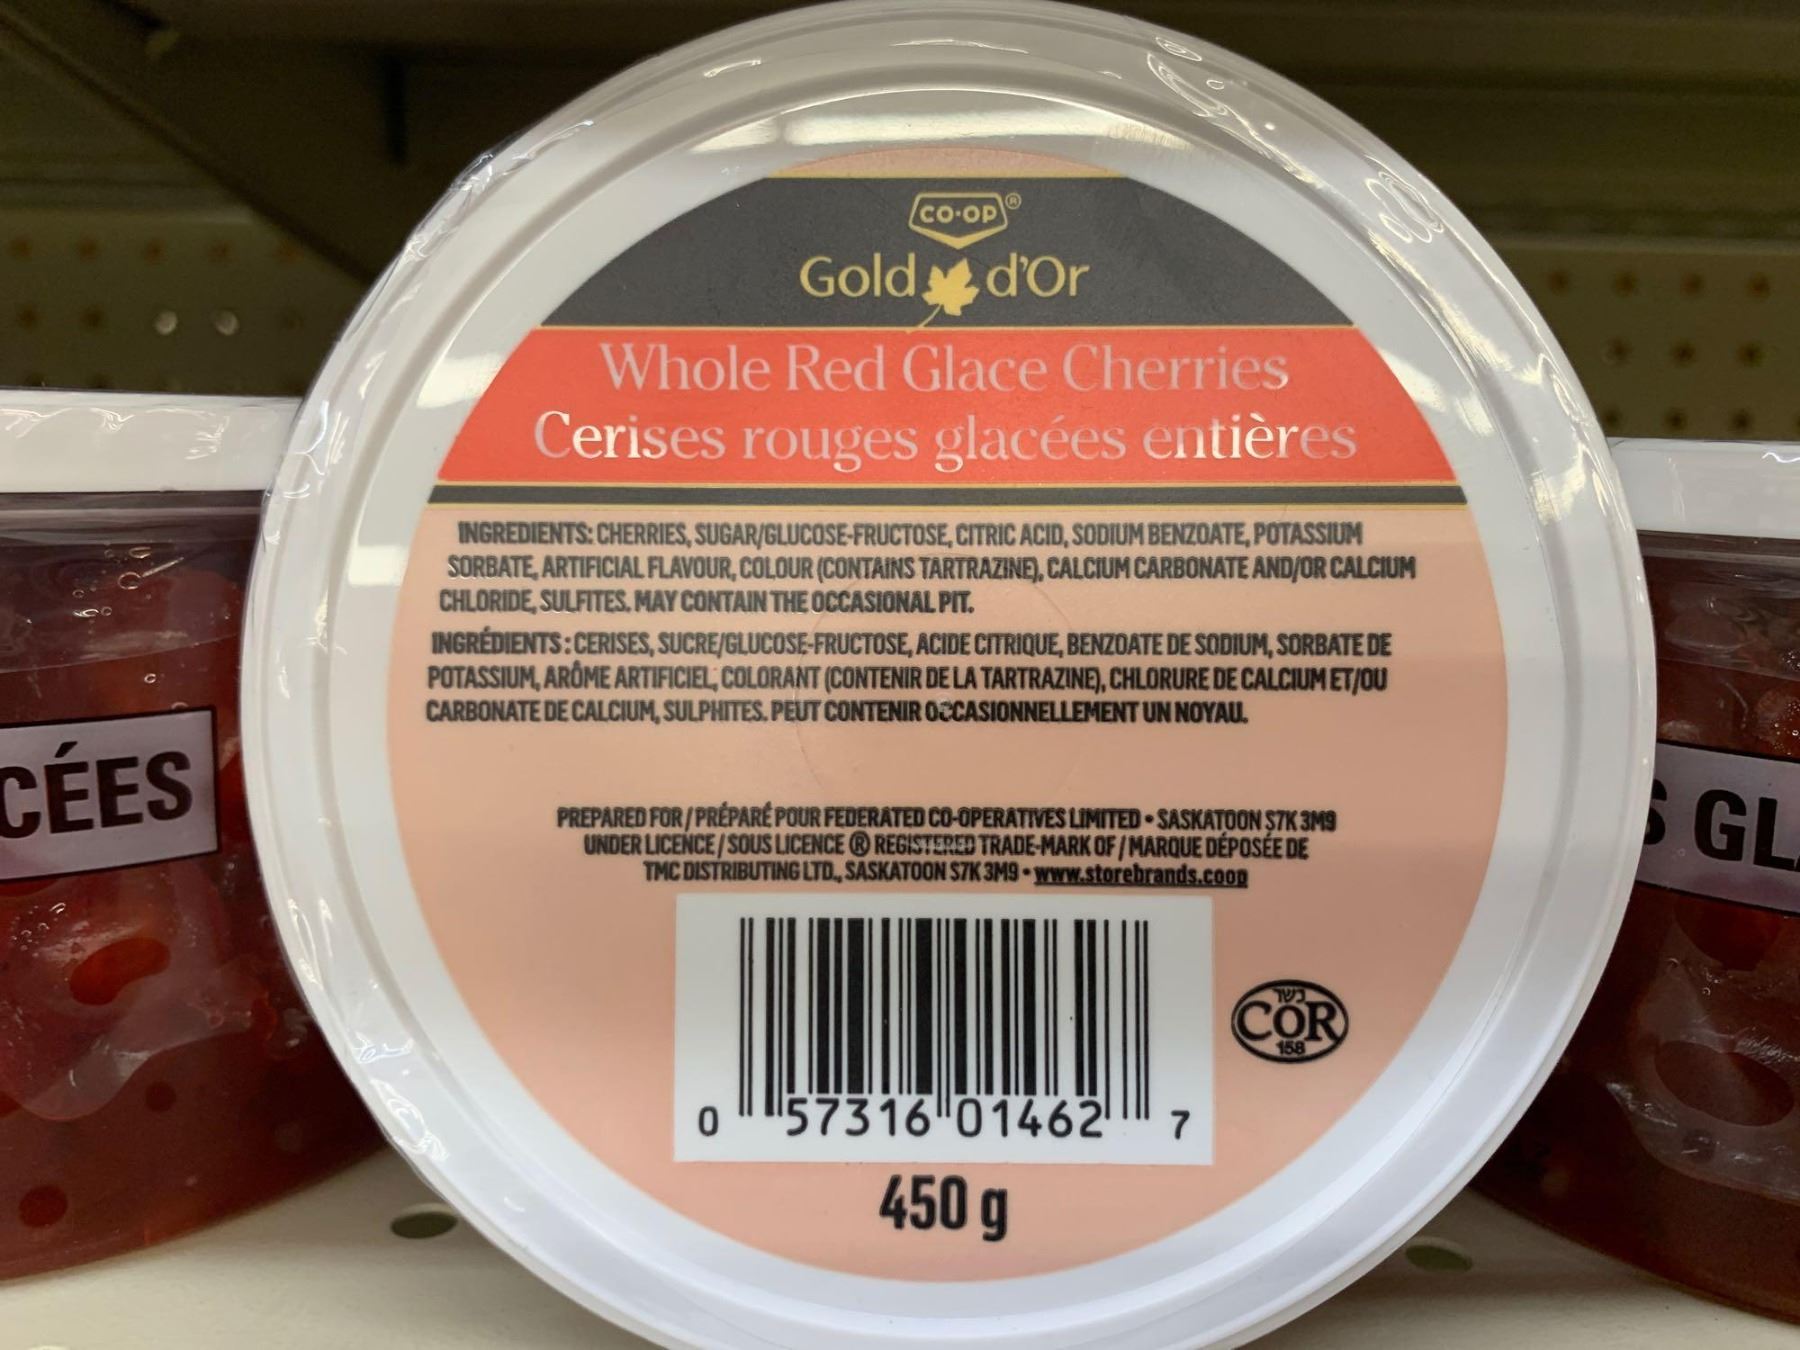 CO-OP®
Gold d'Or
Whole Red Glace Cherries
Cerises rouges glacées entières
INGREDIENTS: CHERRIES, SUGAR/GLUCOSE-FRUCTOSE, CITRIC ACID, SODIUM BENZOATE, POTASSIUM
SORBATE, ARTIFICIAL FLAVOUR, COLOUR (CONTAINS TARTRAZINE), CALCIUM CARBONATE AND/OR CALCIUM
CHLORIDE, SULFITES. MAY CONTAIN THE OCCASIONAL PIT.
INGRÉDIENTS : CERISES, SUCRE/GLUCOSE-FRUCTOSE, ACIDE CITRIQUE, BENZOATE DE SODIUM, SORBATE DE
POTASSIUM, ARÔME ARTIFICIEL, COLORANT (CONTENIR DE LA TARTRAZINE), CHLORURE DE CALCIUM ET/OU
CARBONATE DE CALCIUM, SULPHITES. PEUT CONTENIR OCCASIONNELLEMENT UN NOYAU.
CÉES
S GL
PREPARED FOR / PRÉPARÉ POUR FEDERATED CO-OPERATIVES LIMITED • SASKATOON S7K 3M9
UNDER LICENCE / SOUS LICENCE ® REGISTERED TRADE-MARK OF / MARQUE DÉPOSÉE DE
TMC DISTRIBUTING LTD., SASKATOON S7K 3M9 • www.storebrands.coop
כשר
COR
158
0 57316 01462 7
450 g